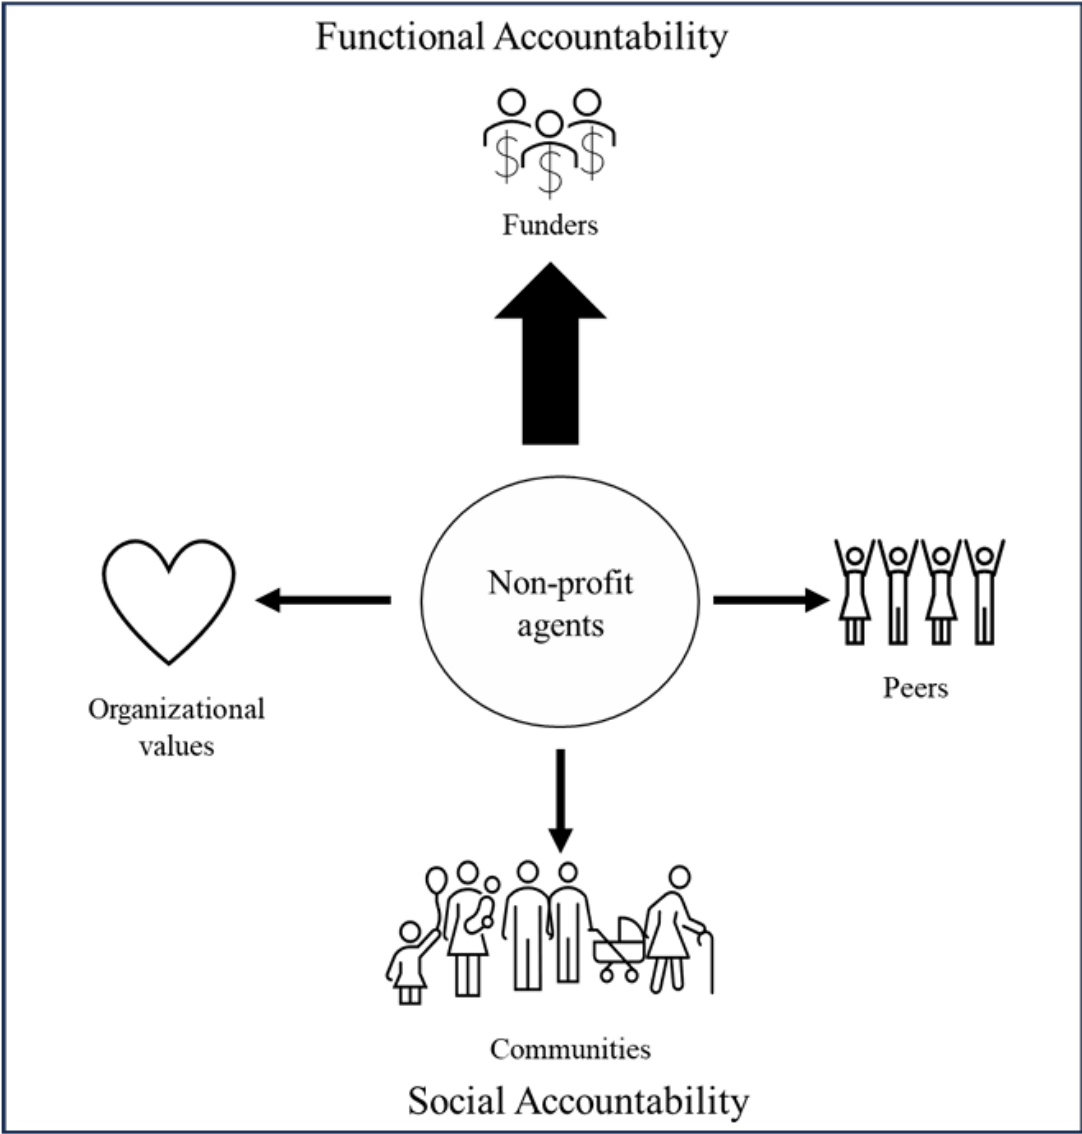 Functional Accountability
$ $ $
Funders
Non-profit
agents
Organizational
values
Peers
Communities
Social Accountability